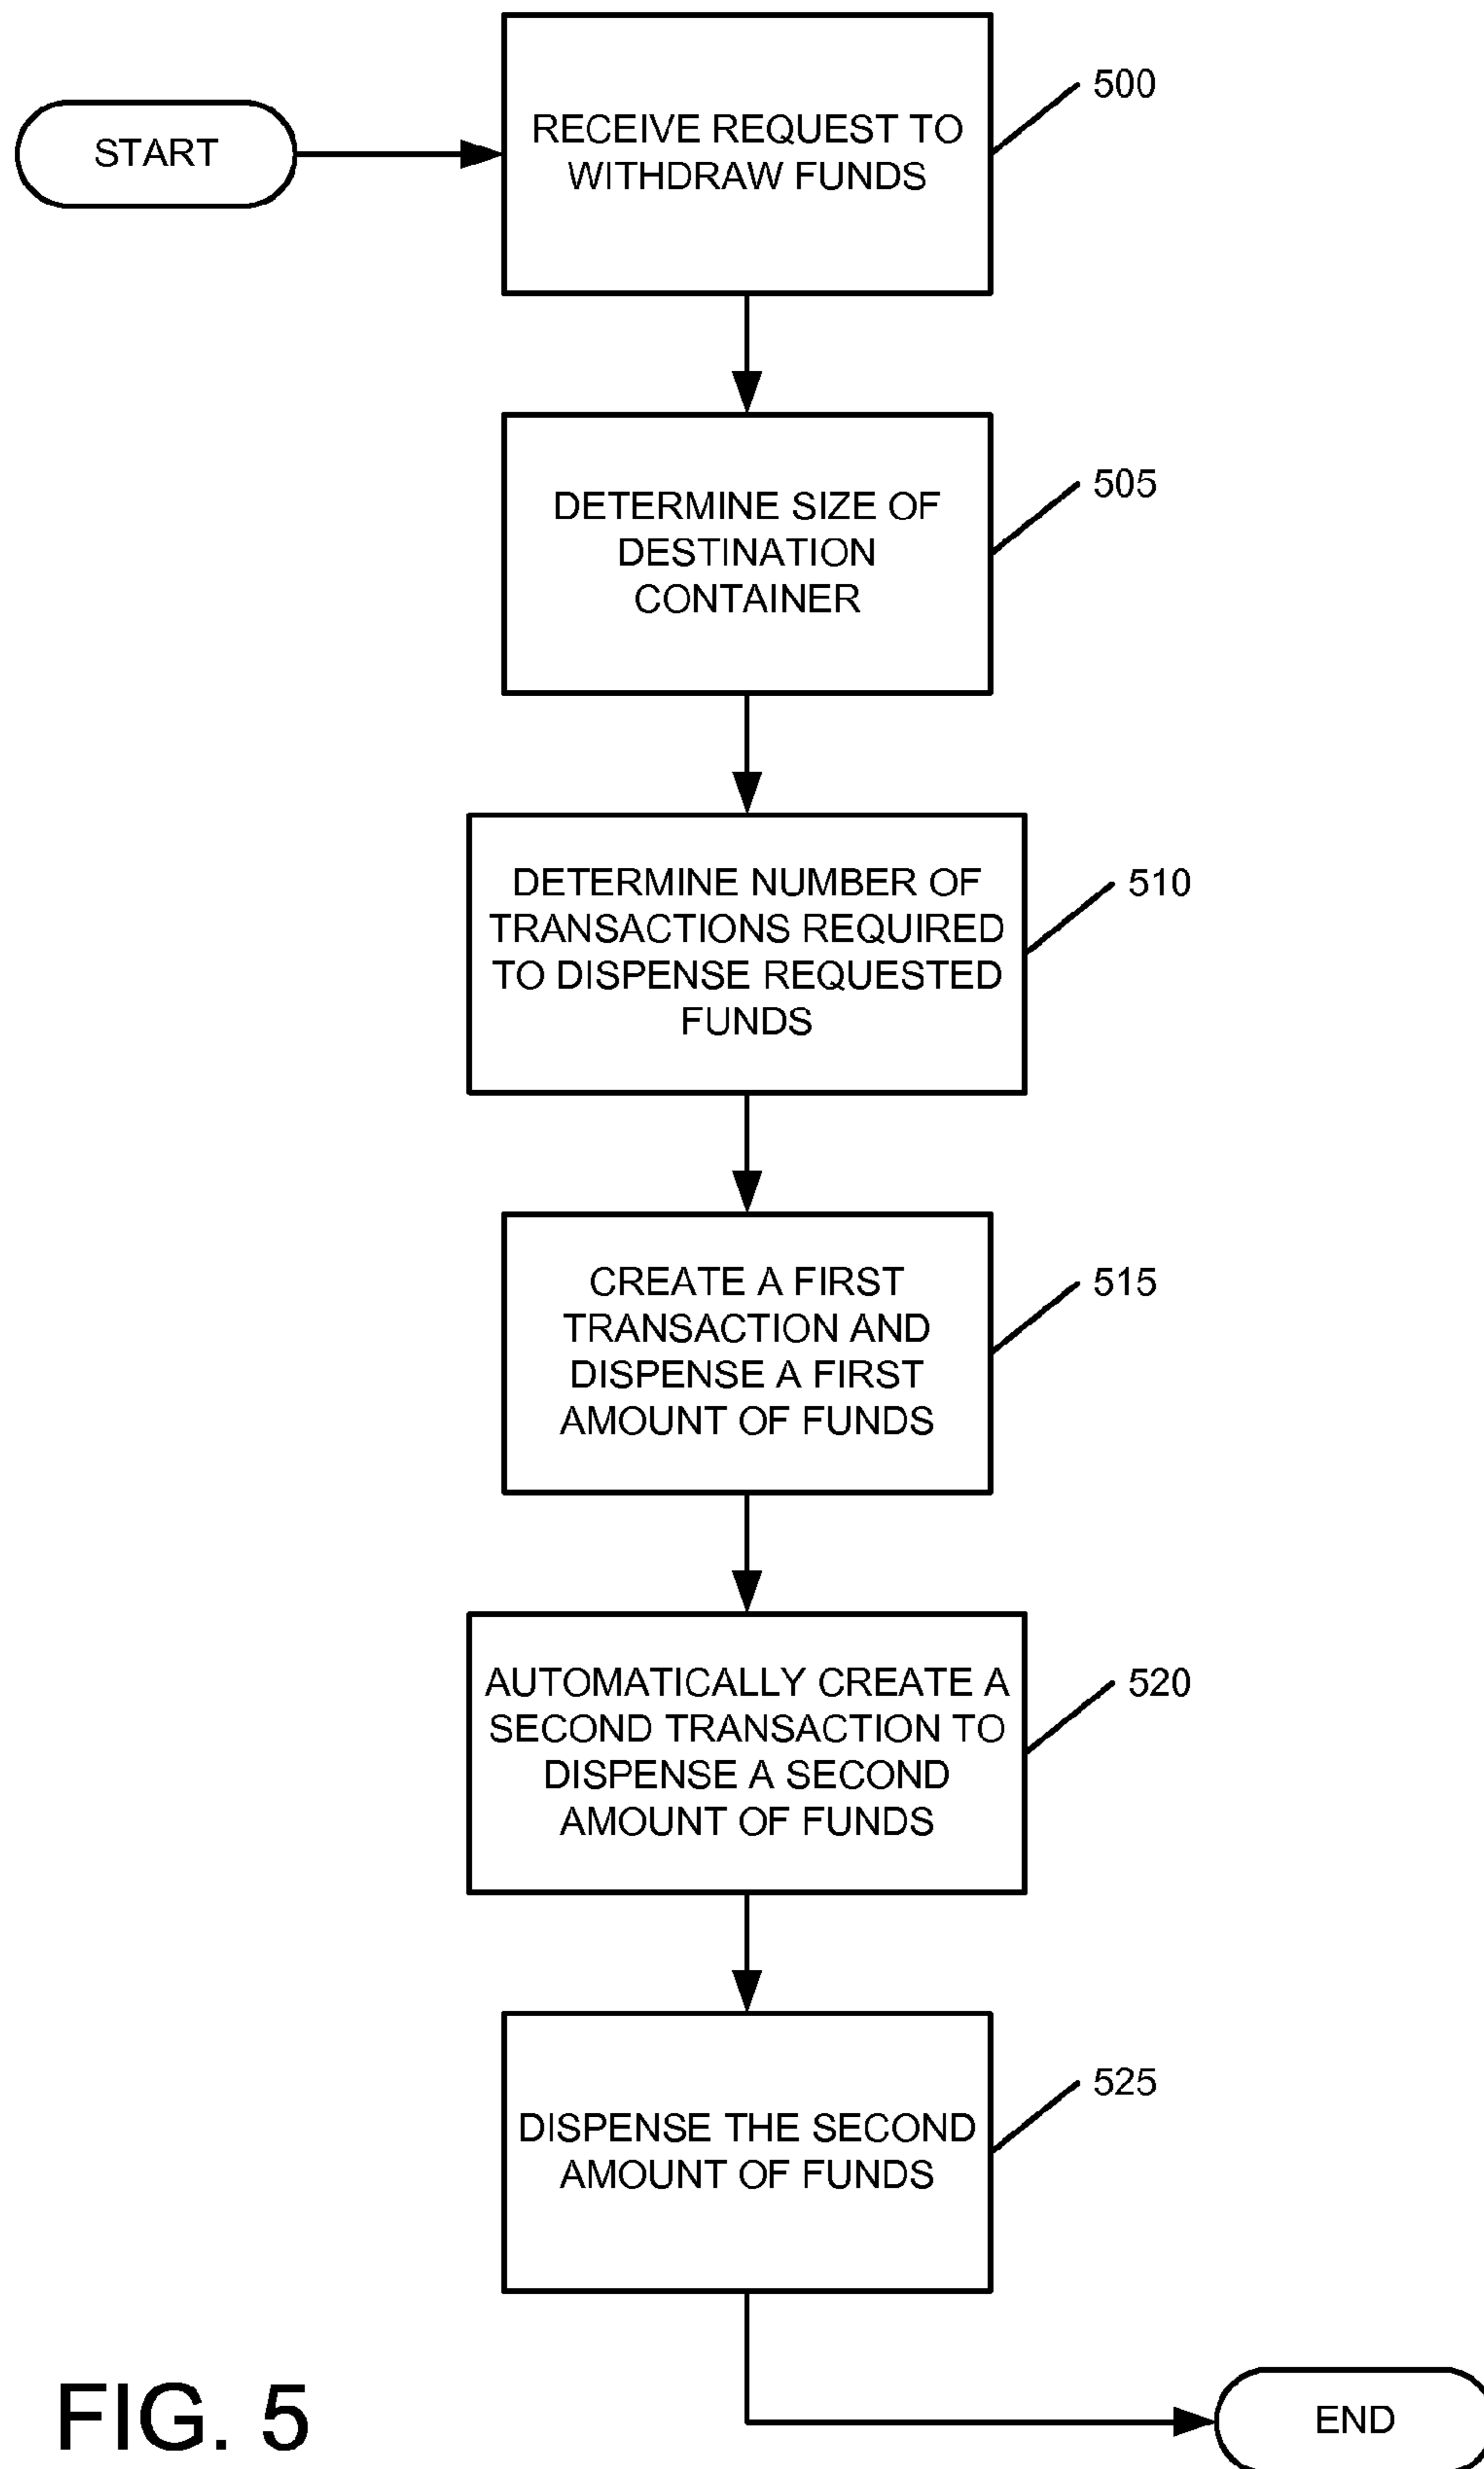 START
RECEIVE REQUEST TO
WITHDRAW FUNDS
500
DETERMINE SIZE OF
DESTINATION
CONTAINER
505
DETERMINE NUMBER OF
TRANSACTIONS REQUIRED
TO DISPENSE REQUESTED
FUNDS
510
CREATE A FIRST
TRANSACTION AND
DISPENSE A FIRST
AMOUNT OF FUNDS
515
AUTOMATICALLY CREATE A
SECOND TRANSACTION TO
DISPENSE A SECOND
AMOUNT OF FUNDS
520
DISPENSE THE SECOND
AMOUNT OF FUNDS
525
END
FIG. 5